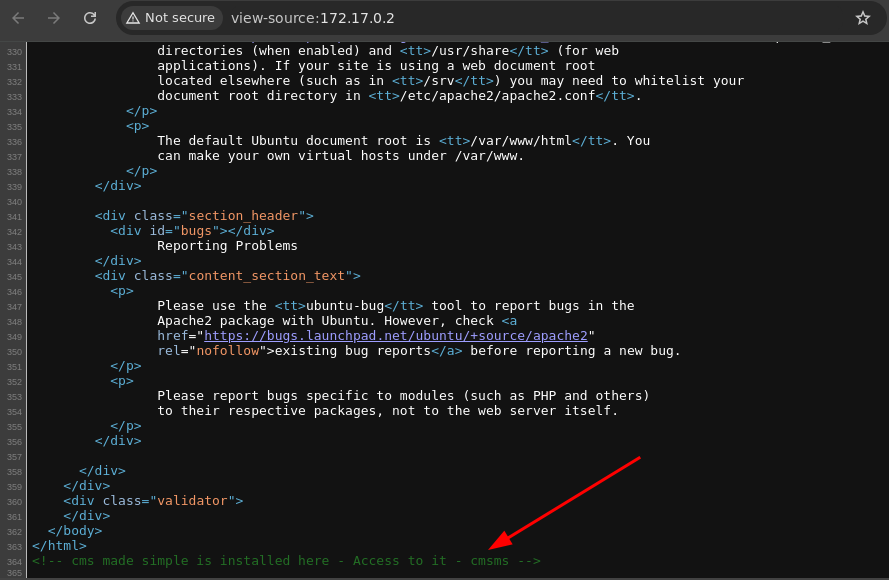 Not secure view-source:172.17.0.2
330 directories (when enabled) and <tt>/usr/share</tt> (for web
331 applications). If your site is using a web document root
332 located elsewhere (such as in <tt>/srv</tt>) you may need to whitelist your
333 document root directory in <tt>/etc/apache2/apache2.conf</tt>.
334 </p>
335 <p>
336 The default Ubuntu document root is <tt>/var/www/html</tt>. You
337 can make your own virtual hosts under /var/www.
338 </p>
339 </div>
340
341 <div class="section_header">
342 <div id="bugs"></div>
343 Reporting Problems
344 </div>
345 <div class="content_section_text">
346 <p>
347 Please use the <tt>ubuntu-bug</tt> tool to report bugs in the
348 Apache2 package with Ubuntu. However, check <a
349 href="https://bugs.launchpad.net/ubuntu/+source/apache2"
350 rel="nofollow">existing bug reports</a> before reporting a new bug.
351 </p>
352 <p>
353 Please report bugs specific to modules (such as PHP and others)
354 to their respective packages, not to the web server itself.
355 </p>
356 </div>
357
358 </div>
359 </div>
360 <div class="validator">
361 </div>
362 </body>
363 </html>
364 <!-- cms made simple is installed here - Access to it - cmsms -->
365